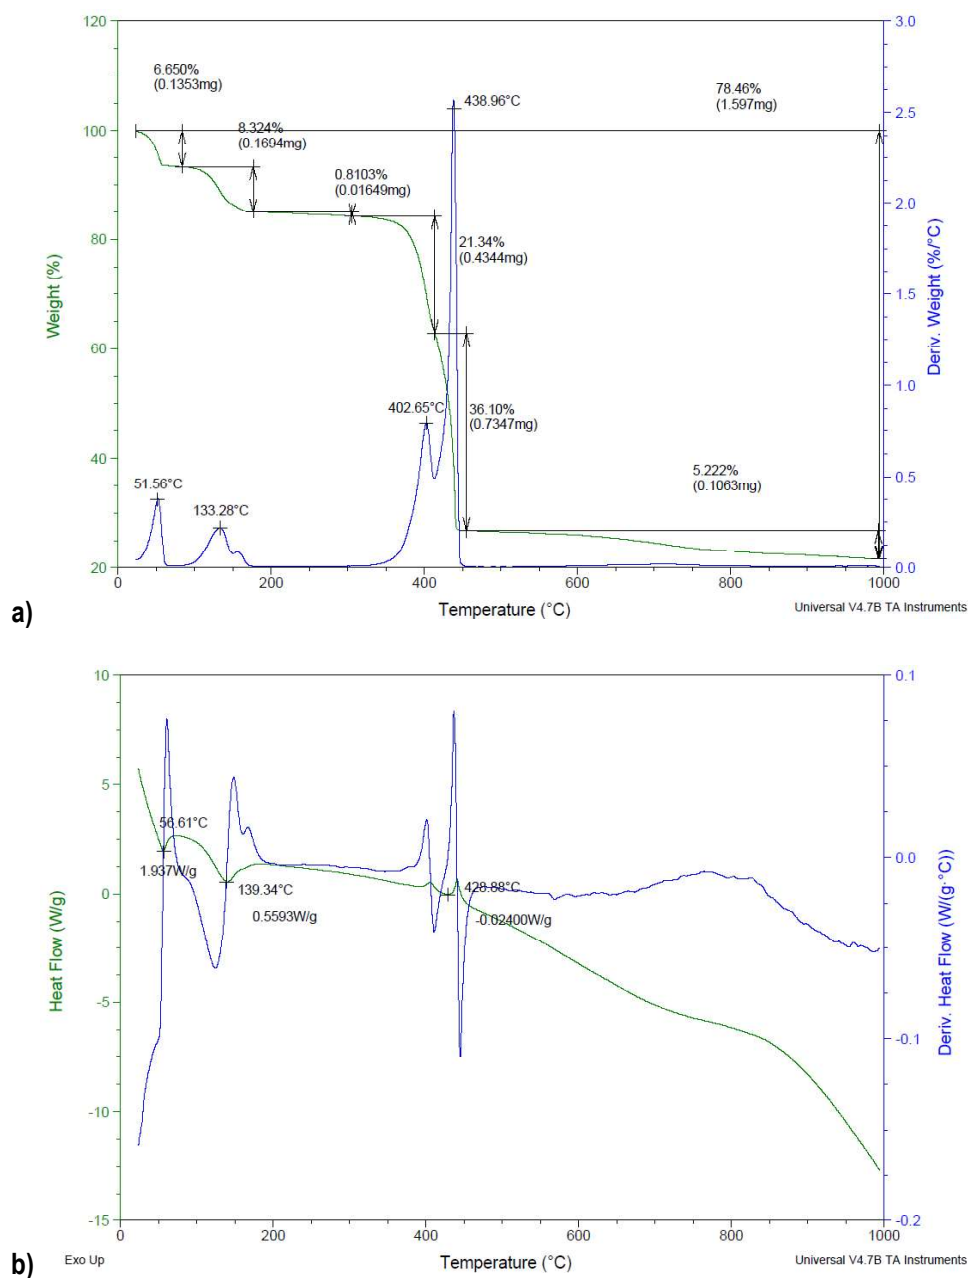 120
3.0
6.650%
(0.1353mg)
438.96°C
78.46%
(1.597mg)
2.5
100
8.324%
(0.1694mg)
0.8103%
(0.01649mg)
2.0
80
21.34%
(0.4344mg)
Weight (%)
1.5
Deriv. Weight (%/°C)
60
402.65°C
36.10%
(0.7347mg)
1.0
40
51.56°C
133.28°C
5.222%
(0.1063mg)
0.5
20
0.0
0
200
400
600
800
1000
Temperature (°C)
Universal V4.7B TA Instruments
a)
10
0.1
5
56.61°C
1.937W/g
139.34°C
0.5593W/g
428.88°C
-0.02400W/g
0.0
0
Heat Flow (W/g)
Deriv. Heat Flow (W/(g·°C))
-5
-0.1
-10
-15
-0.2
0
200
400
600
800
1000
b)
Exo Up
Temperature (°C)
Universal V4.7B TA Instruments